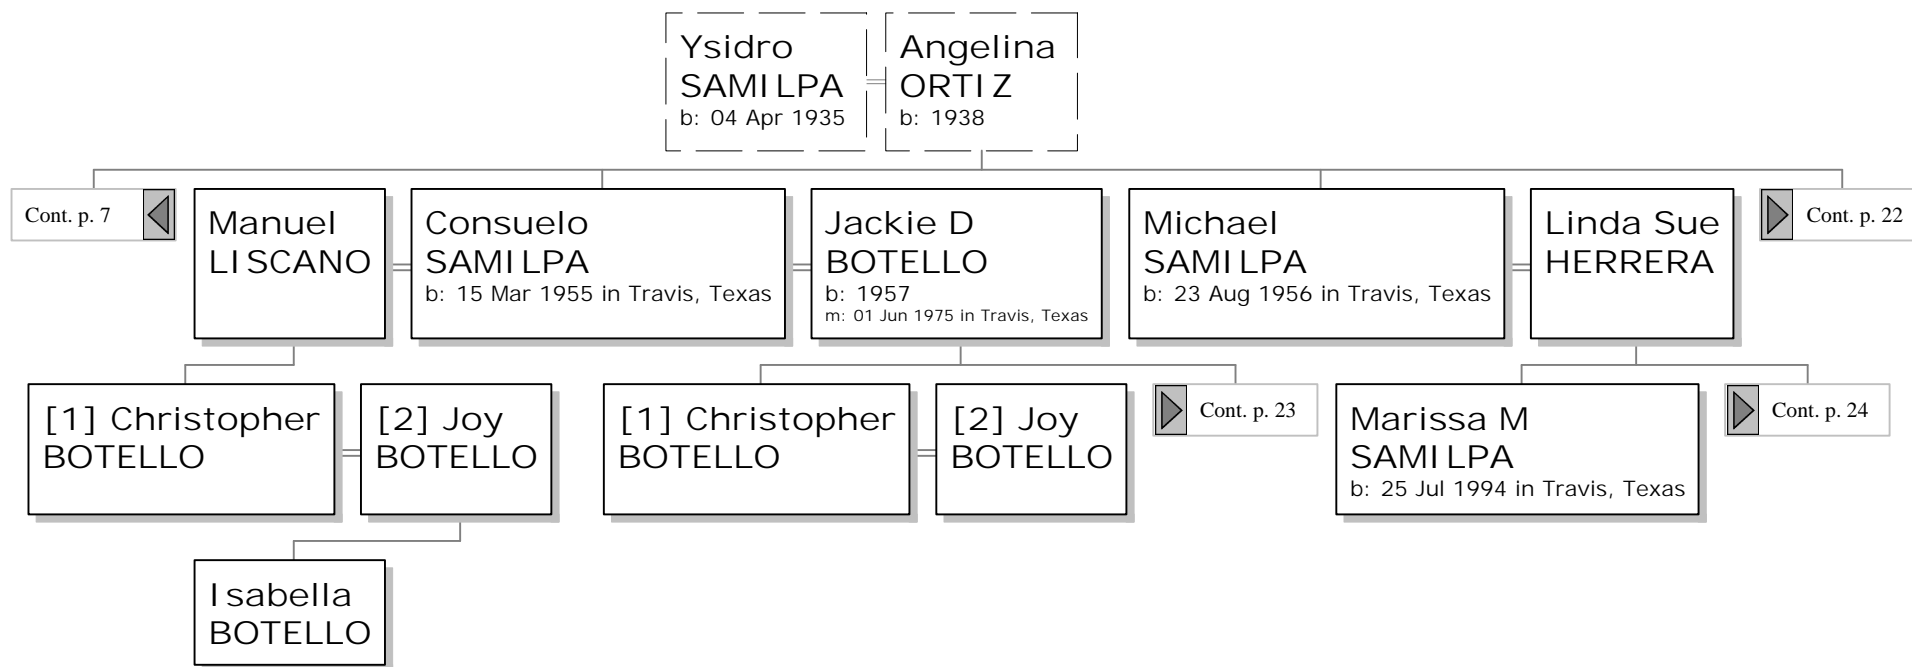 Ysidro
SAMILPA
b: 04 Apr 1935
Angelina
ORTIZ
b: 1938
Cont. p. 7
Manuel
LISCANO
Consuelo
SAMILPA
b: 15 Mar 1955 in Travis, Texas
Jackie D
BOTELLO
b: 1957
m: 01 Jun 1975 in Travis, Texas
Michael
SAMILPA
b: 23 Aug 1956 in Travis, Texas
Linda Sue
HERRERA
Cont. p. 22
[1] Christopher
BOTELLO
[2] Joy
BOTELLO
[1] Christopher
BOTELLO
[2] Joy
BOTELLO
Cont. p. 23
Marissa M
SAMILPA
b: 25 Jul 1994 in Travis, Texas
Cont. p. 24
Isabella
BOTELLO